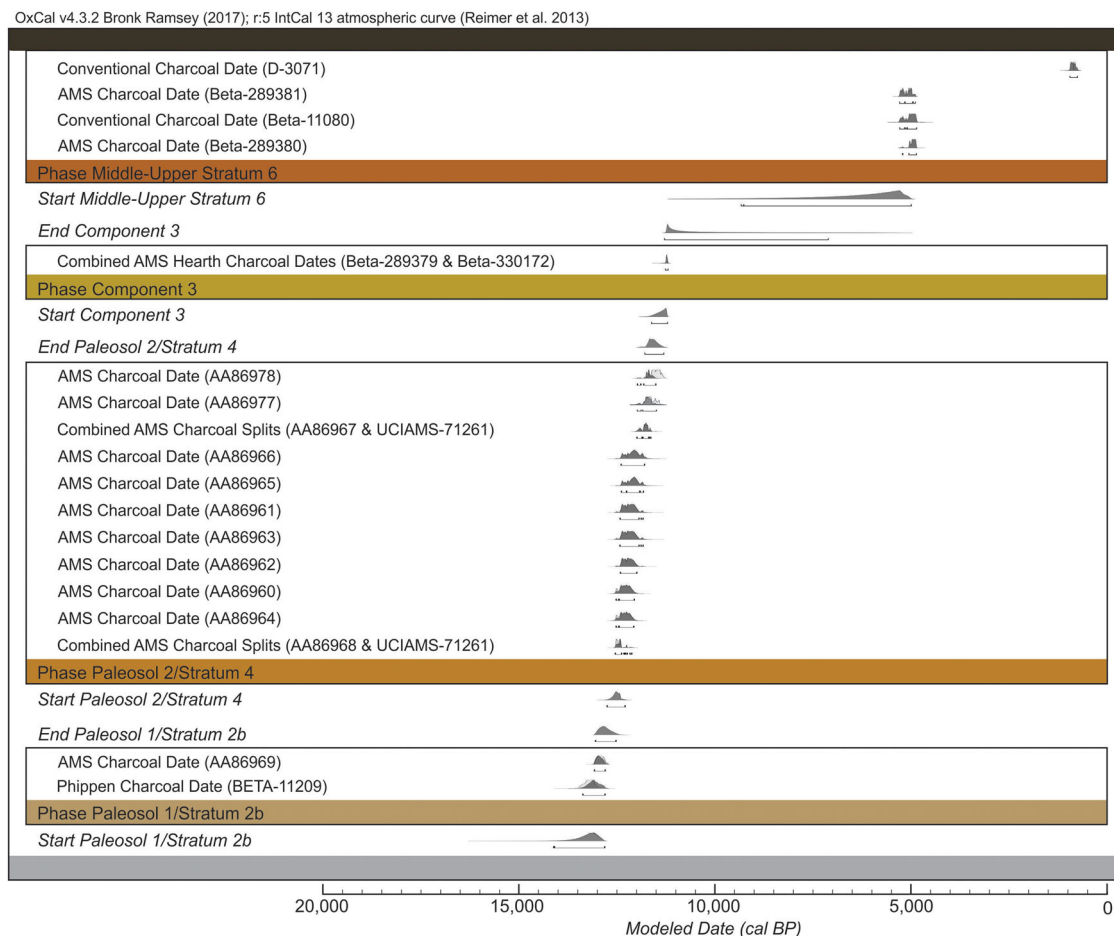 OxCal v4.3.2 Bronk Ramsey (2017); r:5 IntCal 13 atmospheric curve (Reimer et al. 2013)
Conventional Charcoal Date (D-3071)
AMS Charcoal Date (Beta-289381)
Conventional Charcoal Date (Beta-11080)
AMS Charcoal Date (Beta-289380)
Phase Middle-Upper Stratum 6
Start Middle-Upper Stratum 6
End Component 3
Combined AMS Hearth Charcoal Dates (Beta-289379 & Beta-330172)
Phase Component 3
Start Component 3
End Paleosol 2/Stratum 4
AMS Charcoal Date (AA86978)
AMS Charcoal Date (AA86977)
Combined AMS Charcoal Splits (AA86967 & UCIAMS-71261)
AMS Charcoal Date (AA86966)
AMS Charcoal Date (AA86965)
AMS Charcoal Date (AA86961)
AMS Charcoal Date (AA86963)
AMS Charcoal Date (AA86962)
AMS Charcoal Date (AA86960)
AMS Charcoal Date (AA86964)
Combined AMS Charcoal Splits (AA86968 & UCIAMS-71261)
Phase Paleosol 2/Stratum 4
Start Paleosol 2/Stratum 4
End Paleosol 1/Stratum 2b
AMS Charcoal Date (AA86969)
Phippen Charcoal Date (BETA-11209)
Phase Paleosol 1/Stratum 2b
Start Paleosol 1/Stratum 2b
20,000 15,000 10,000 5,000 0
Modeled Date (cal BP)